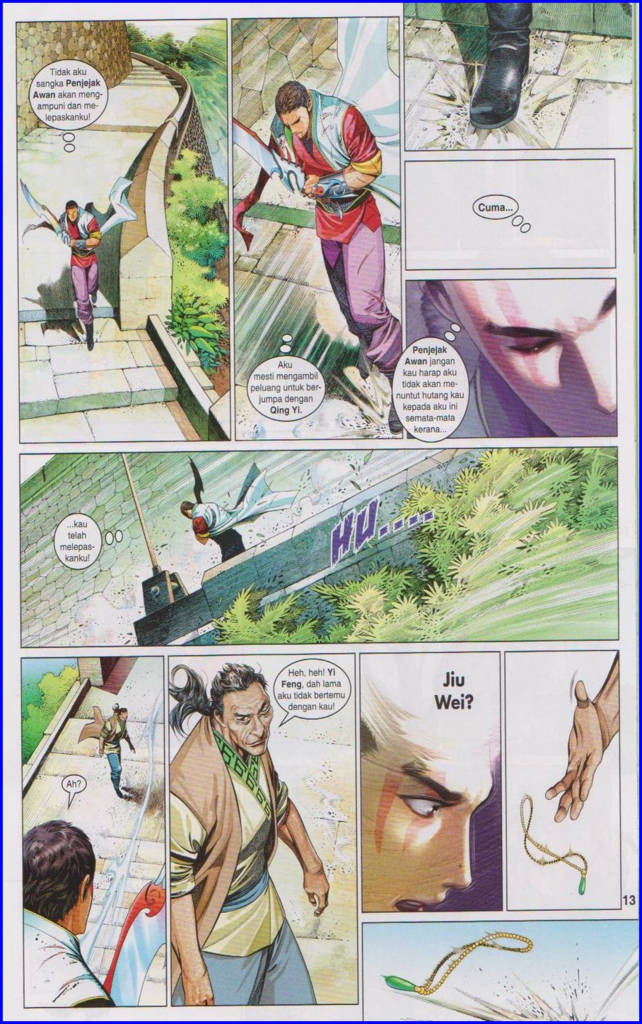 Tidak aku
sangka Penjejak
Awan akan meng-
ampuni dan me-
lepaskanku!
Aku
mesti mengambil
peluang untuk ber-
jumpa dengan
Qing Yi.
Cuma...
Penjejak
Awan jangan
kau harap aku
tidak akan me-
nuntut hutang kau
kepada aku ini
semata-mata
kerana...
...kau
telah
melepas-
kanku!
HU....
Ah?
Heh, heh! Yi
Feng, dah lama
aku tidak bertemu
dengan kau!
Jiu
Wei?
13